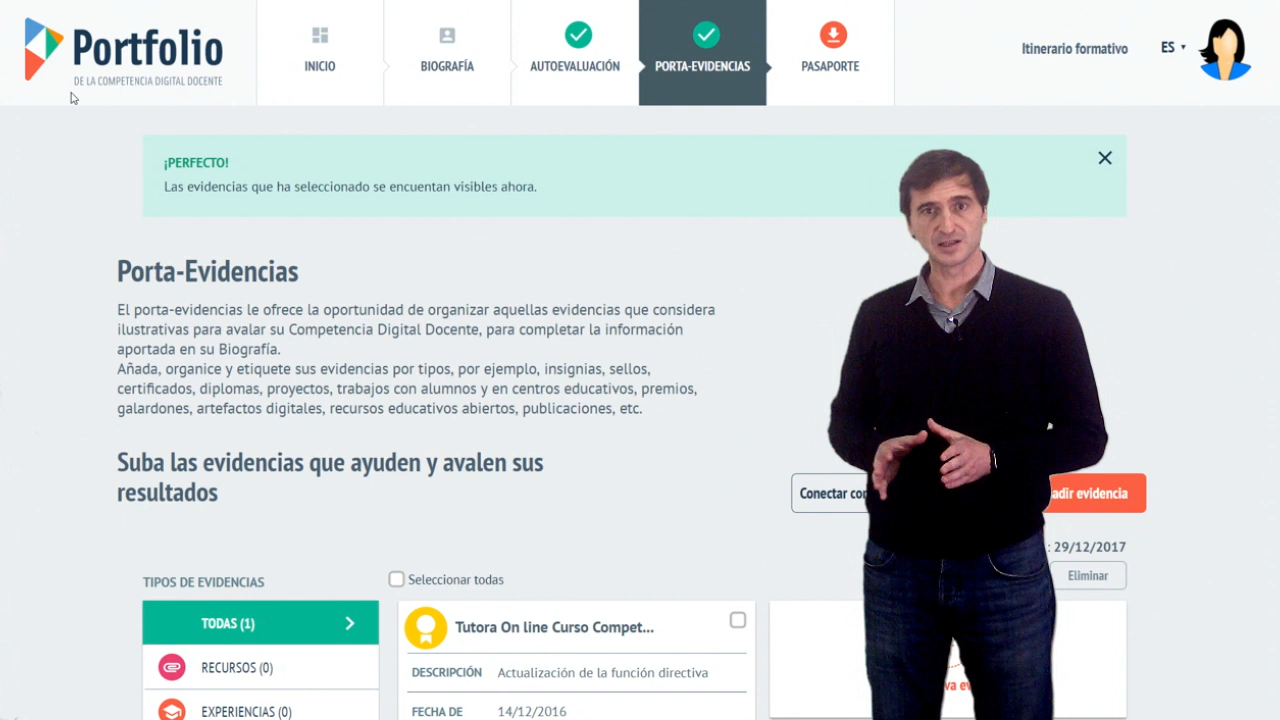 Portfolio
DE LA COMPETENCIA DIGITAL DOCENTE
INICIO
BIOGRAFÍA
AUTOEVALUACIÓN
PORTA-EVIDENCIAS
PASAPORTE
Itinerario formativo
ES
¡PERFECTO!
Las evidencias que ha seleccionado se encuentan visibles ahora.
Porta-Evidencias
El porta-evidencias le ofrece la oportunidad de organizar aquellas evidencias que considera
ilustrativas para avalar su Competencia Digital Docente, para completar la información
aportada en su Biografía.
Añada, organice y etiquete sus evidencias por tipos, por ejemplo, insignias, sellos,
certificados, diplomas, proyectos, trabajos con alumnos y en centros educativos, premios,
galardones, artefactos digitales, recursos educativos abiertos, publicaciones, etc.
Suba las evidencias que ayuden y avalen sus
resultados
Conectar
evidencia
: 29/12/2017
Eliminar
TIPOS DE EVIDENCIAS
Seleccionar todas
TODAS (1)
RECURSOS (0)
EXPERIENCIAS (0)
Tutora On line Curso Compet...
DESCRIPCIÓN Actualización de la función directiva
FECHA DE 14/12/2016